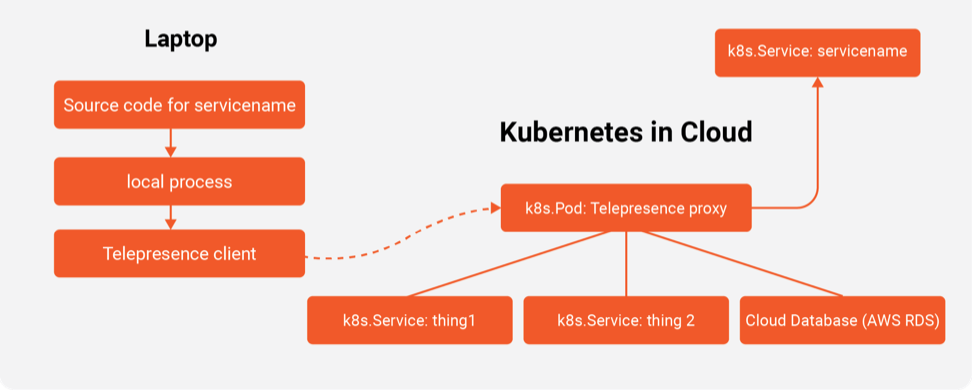 Laptop
Source code for servicename
local process
Telepresence client
Kubernetes in Cloud
k8s.Service: servicename
k8s.Pod: Telepresence proxy
k8s.Service: thing1
k8s.Service: thing 2
Cloud Database (AWS RDS)